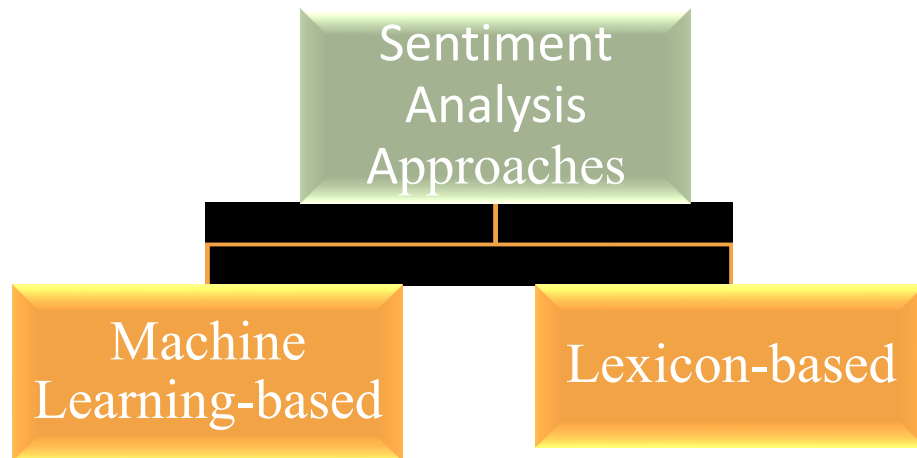 Sentiment
Analysis
Approaches
Machine
Learning-based
Lexicon-based